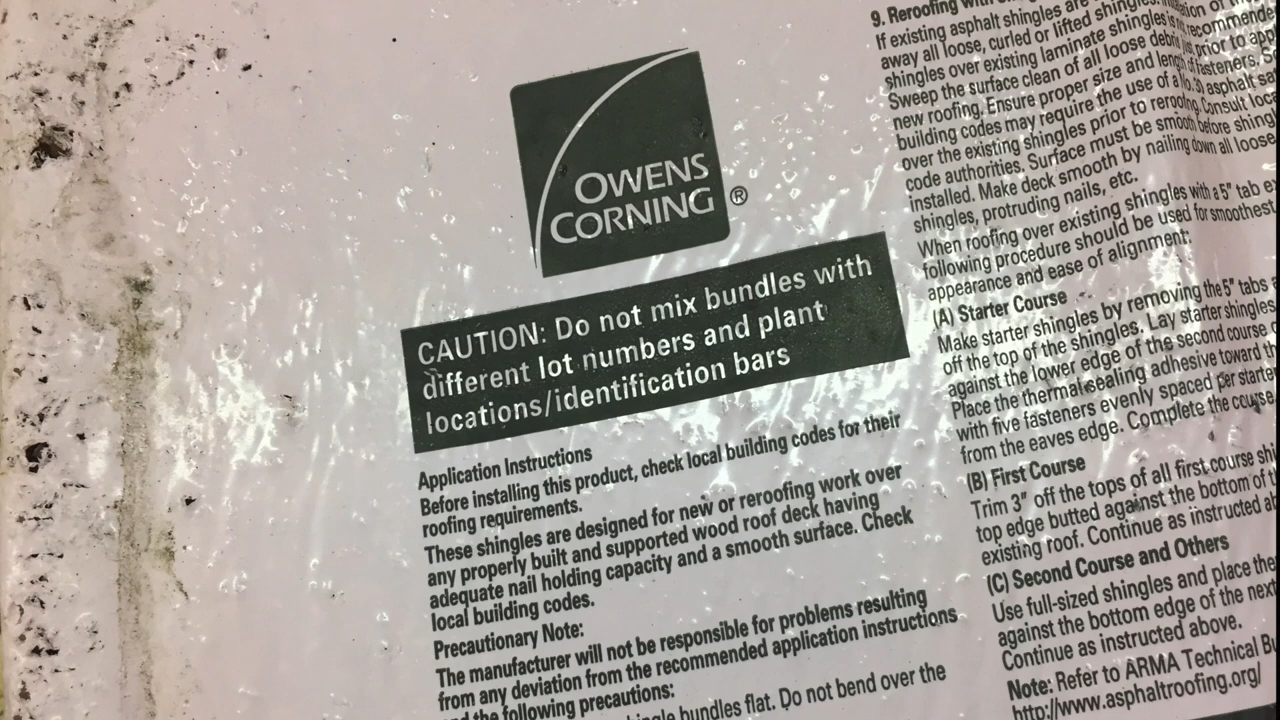 OWENS
CORNING®
CAUTION: Do not mix bundles with
different lot numbers and plant
locations/identification bars
Application Instructions
Before installing this product, check local building codes for their
roofing requirements.
These shingles are designed for new or reroofing work over
any properly built and supported wood roof deck having
adequate nail holding capacity and a smooth surface. Check
local building codes.
Precautionary Note:
The manufacturer will not be responsible for problems resulting
from any deviation from the recommended application instructions
the following precautions:
bundles flat. Do not bend over the
9. Reroofing
If existing asphalt shingles are
away all loose, curled or lifted shingles.
shingles over existing laminate shingles is recommende
Sweep the surface clean of all loose debris just prior to app
new roofing. Ensure proper size and length of fasteners.
building codes may require the use of a No. 30 asphalt sa
over the existing shingles prior to reroofing. Consult loca
code authorities. Surface must be smooth before shingl
installed. Make deck smooth by nailing down all loose
shingles, protruding nails, etc.
When roofing over existing shingles with a 5" tab ex
following procedure should be used for smoothest
appearance and ease of alignment:
(A) Starter Course
Make starter shingles by removing the 5" tabs a
off the top of the shingles. Lay starter shingles
against the lower edge of the second course o
Place the thermal sealing adhesive toward th
with five fasteners evenly spaced per starter
from the eaves edge. Complete the course
(B) First Course
Trim 3" off the tops of all first course shi
top edge butted against the bottom of t
existing roof. Continue as instructed ab
(C) Second Course and Others
Use full-sized shingles and place the
against the bottom edge of the next
Continue as instructed above.
Note: Refer to ARMA Technical Bu
http://www.asphaltroofing.org/